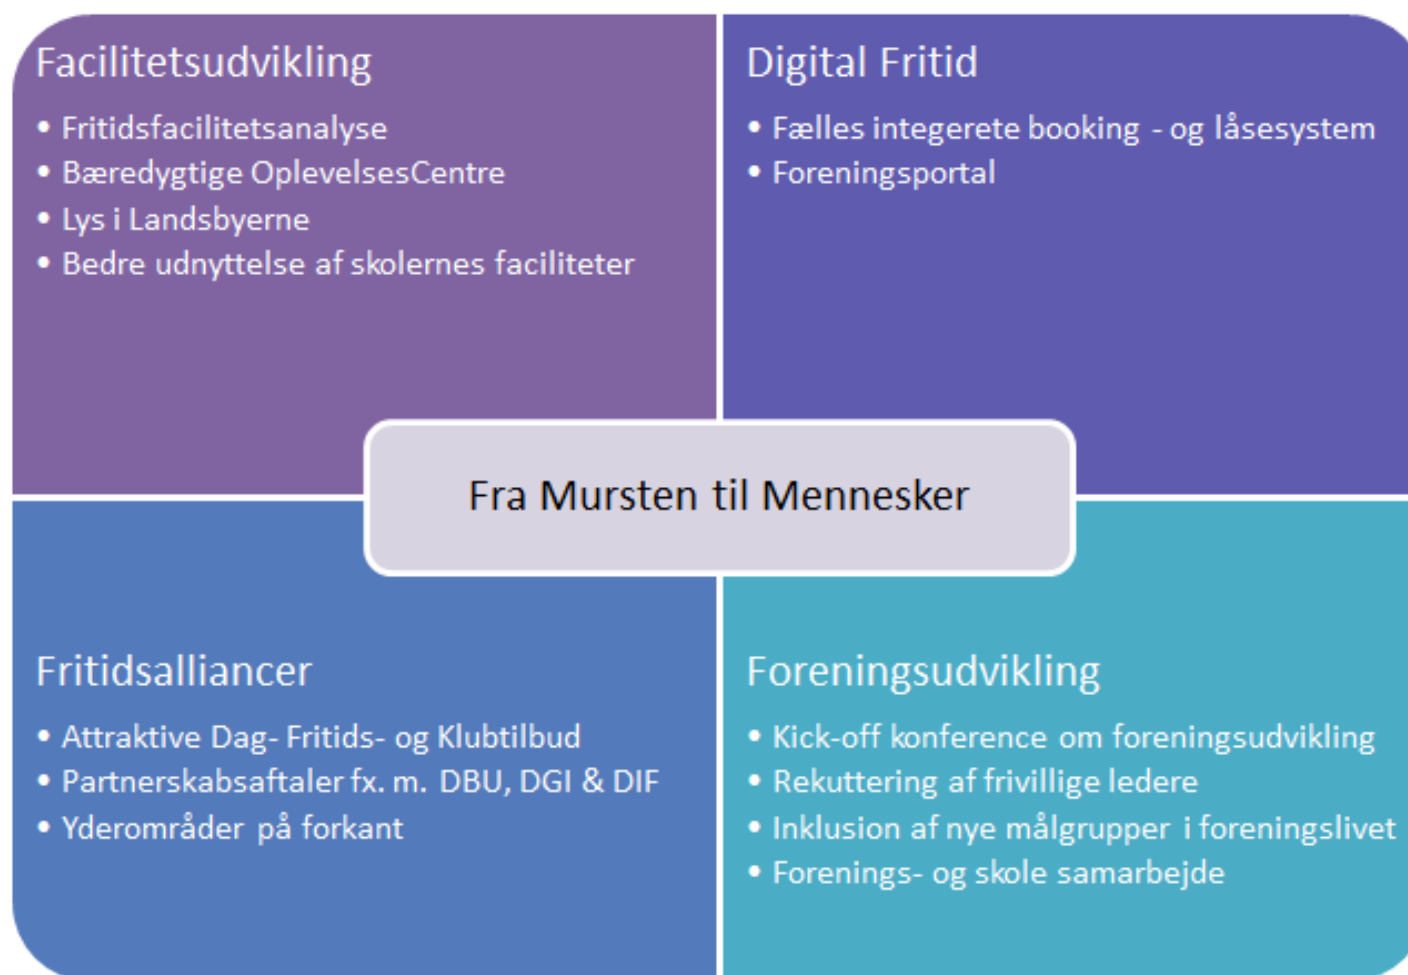 Facilitetsudvikling
• Fritidsfacilitetsanalyse
• Bæredygtige OplevelsesCentre
• Lys i Landsbyerne
• Bedre udnyttelse af skolernes faciliteter
Digital Fritid
• Fælles integerete booking - og låsesystem
• Foreningsportal
Fra Mursten til Mennesker
Fritidsalliancer
• Attraktive Dag- Fritids- og Klubtilbud
• Partnerskabsaftaler fx. m. DBU, DGI & DIF
• Yderområder på forkant
Foreningsudvikling
• Kick-off konference om foreningsudvikling
• Rekuttering af frivillige ledere
• Inklusion af nye målgrupper i foreningslivet
• Forenings- og skole samarbejde